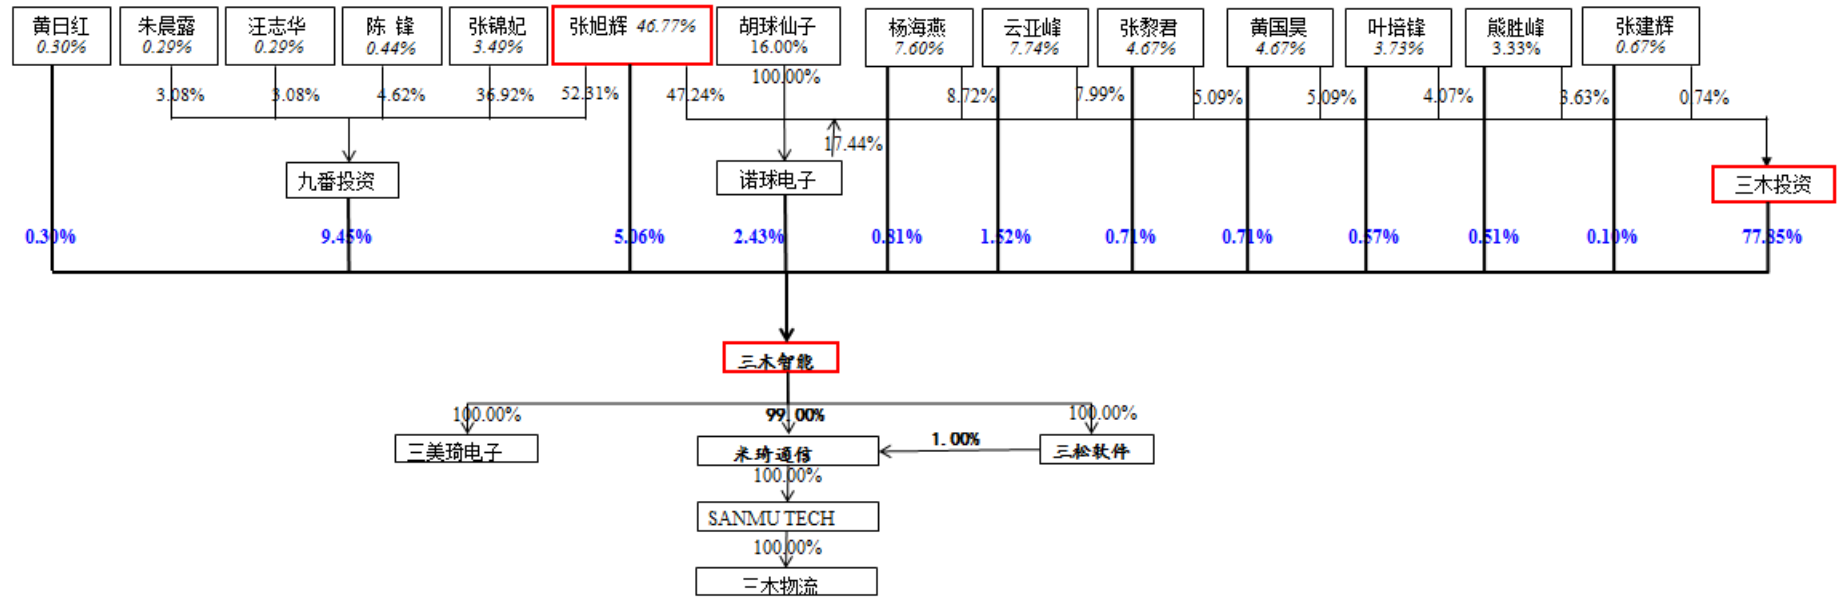 黄日红
0.30%
朱晨露
0.29%
汪志华
0.29%
陈 锋
0.44%
张锦妃
3.49%
张旭辉 46.77%
胡球仙子
16.00%
杨海燕
7.60%
云亚峰
7.74%
张黎君
4.67%
黄国昊
4.67%
叶培锋
3.73%
熊胜峰
3.33%
张建辉
0.67%
3.08%
3.08%
4.62%
36.92%
52.31%
47.24%
100.00%
8.72%
7.99%
5.09%
5.09%
4.07%
3.63%
0.74%
17.44%
九番投资
诺球电子
三木投资
0.30%
9.45%
5.06%
2.43%
0.81%
1.52%
0.71%
0.71%
0.57%
0.51%
0.10%
77.85%
三木智能
100.00%
99.00%
100.00%
三美琦电子
米琦通信
1.00%
三松软件
100.00%
SANMU TECH
100.00%
三木物流